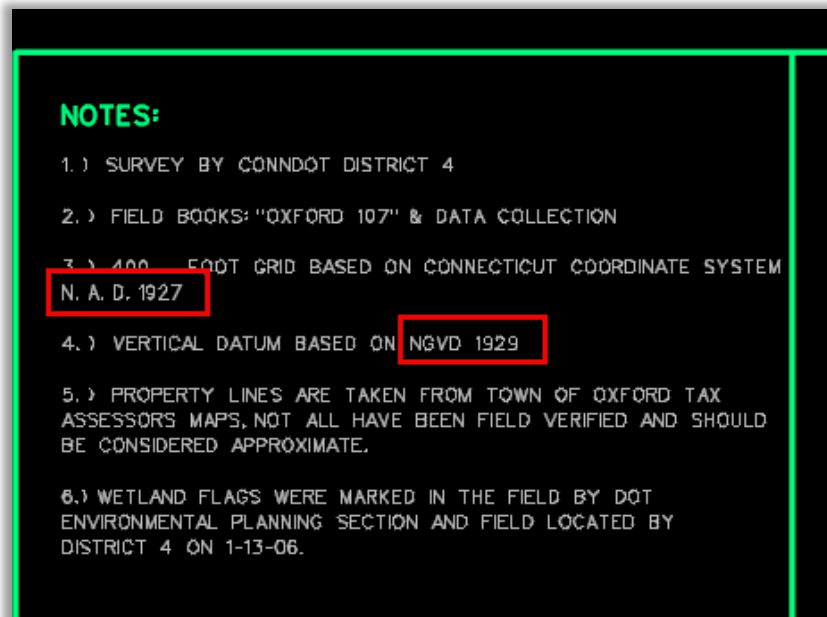 NOTES:
1.) SURVEY BY CONNDOT DISTRICT 4
2.) FIELD BOOKS: "OXFORD 107" & DATA COLLECTION
3.) 400 FOOT GRID BASED ON CONNECTICUT COORDINATE SYSTEM
N. A. D. 1927
4.) VERTICAL DATUM BASED ON NGVD 1929
5.) PROPERTY LINES ARE TAKEN FROM TOWN OF OXFORD TAX
ASSESSORS MAPS, NOT ALL HAVE BEEN FIELD VERIFIED AND SHOULD
BE CONSIDERED APPROXIMATE.
6.) WETLAND FLAGS WERE MARKED IN THE FIELD BY DOT
ENVIRONMENTAL PLANNING SECTION AND FIELD LOCATED BY
DISTRICT 4 ON 1-13-06.